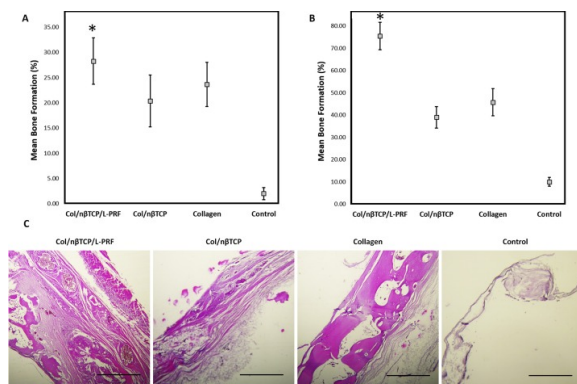 A
*
35.00
30.00
25.00
20.00
15.00
10.00
5.00
0.00
Mean Bone Formation (%)
Col/nβTCP/L-PRF Col/nβTCP Collagen Control
B
*
80.00
70.00
60.00
50.00
40.00
30.00
20.00
10.00
0.00
Mean Bone Formation (%)
Col/nβTCP/L-PRF Col/nβTCP Collagen Control
C
Col/nβTCP/L-PRF Col/nβTCP Collagen Control